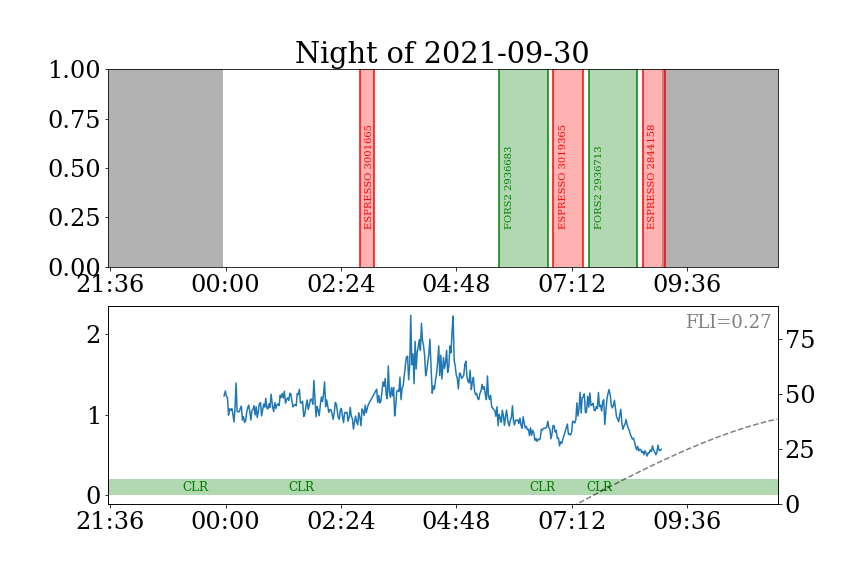 Night of 2021-09-30
1.00
0.75
0.50
0.25
0.00
ESPRESSO 3001665
FORS2 2936683
ESPRESSO 3019365
FORS2 2936713
ESPRESSO 2844158
21:36 00:00 02:24 04:48 07:12 09:36
FLI=0.27
2
1
0
75
50
25
0
CLR CLR CLR CLR
21:36 00:00 02:24 04:48 07:12 09:36